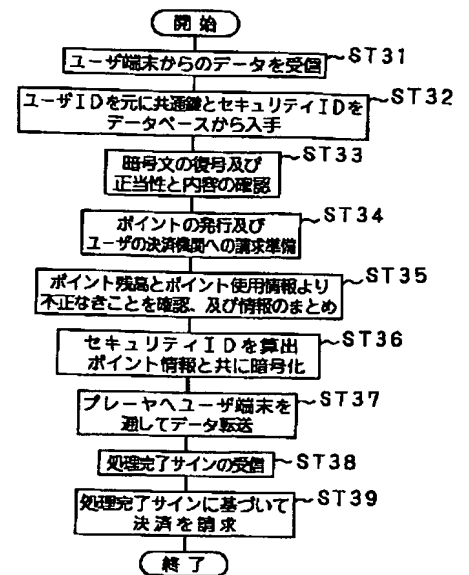 開始
ユーザ端末からのデータを受信
ST31
ユーザIDを元に共通鍵とセキュリティIDを
データベースから入手
ST32
暗号文の復号及び
正当性と内容の確認
ST33
ポイントの発行及び
ユーザの決済機関への請求準備
ST34
ポイント残高とポイント使用情報より
不正なきことを確認、及び情報のまとめ
ST35
セキュリティIDを算出
ポイント情報と共に暗号化
ST36
プレーヤへユーザ端末を
通してデータ転送
ST37
処理完了サインの受信
ST38
処理完了サインに基づいて
決済を請求
ST39
終了